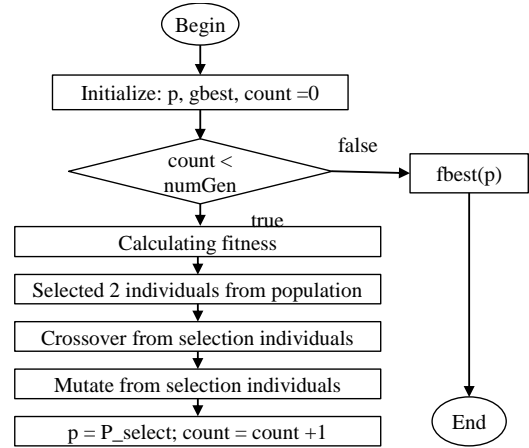 Begin
Initialize: p, gbest, count =0
count <
numGen
false
fbest(p)
true
Calculating fitness
Selected 2 individuals from population
Crossover from selection individuals
Mutate from selection individuals
p = P_select; count = count +1
End